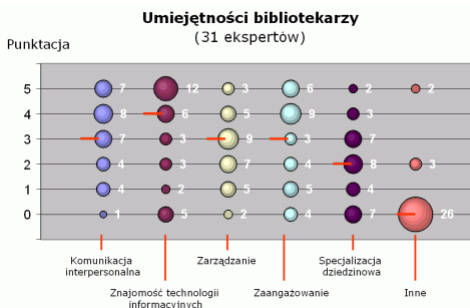 Umiejętności bibliotekarzy
(31 ekspertów)
Punktacja
5 7 12 3 6 2 2
4 8 6 5 9 3
3 7 3 9 3 7
2 4 3 7 4 8 3
1 4 2 5 5 4
0 1 5 2 4 7 26
Komunikacja
interpersonalna
Zarządzanie
Specjalizacja
dziedzinowa
Znajomość technologii
informacyjnych
Zaangażowanie
Inne